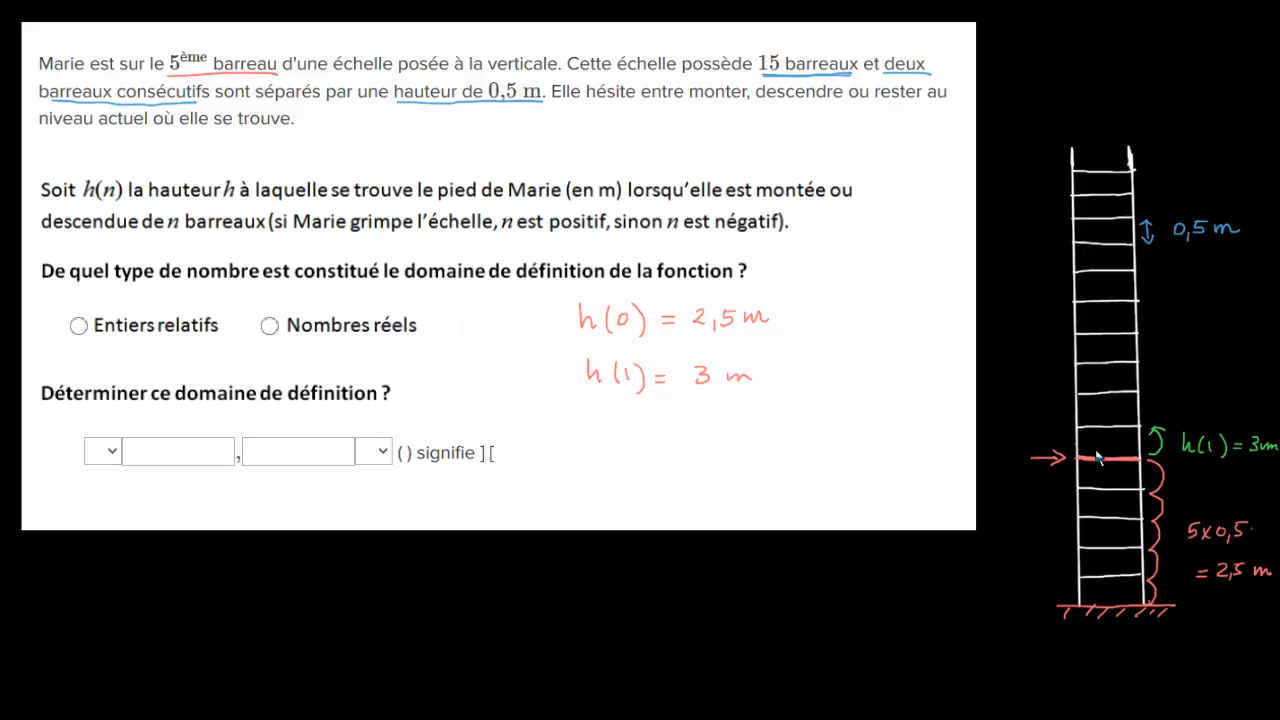 Marie est sur le 5ème barreau d'une échelle posée à la verticale. Cette échelle possède 15 barreaux et deux
barreaux consécutifs sont séparés par une hauteur de 0,5 m. Elle hésite entre monter, descendre ou rester au
niveau actuel où elle se trouve.
Soit h(n) la hauteur h à laquelle se trouve le pied de Marie (en m) lorsqu'elle est montée ou
descendue de n barreaux (si Marie grimpe l'échelle, n est positif, sinon n est négatif).
De quel type de nombre est constitué le domaine de définition de la fonction ?
Entiers relatifs
Nombres réels
h(0) = 2,5 m
h(1) = 3 m
Déterminer ce domaine de définition ?
, ( ) signifie ] [
0,5 m
h(1) = 3m
5×0,5
= 2,5 m